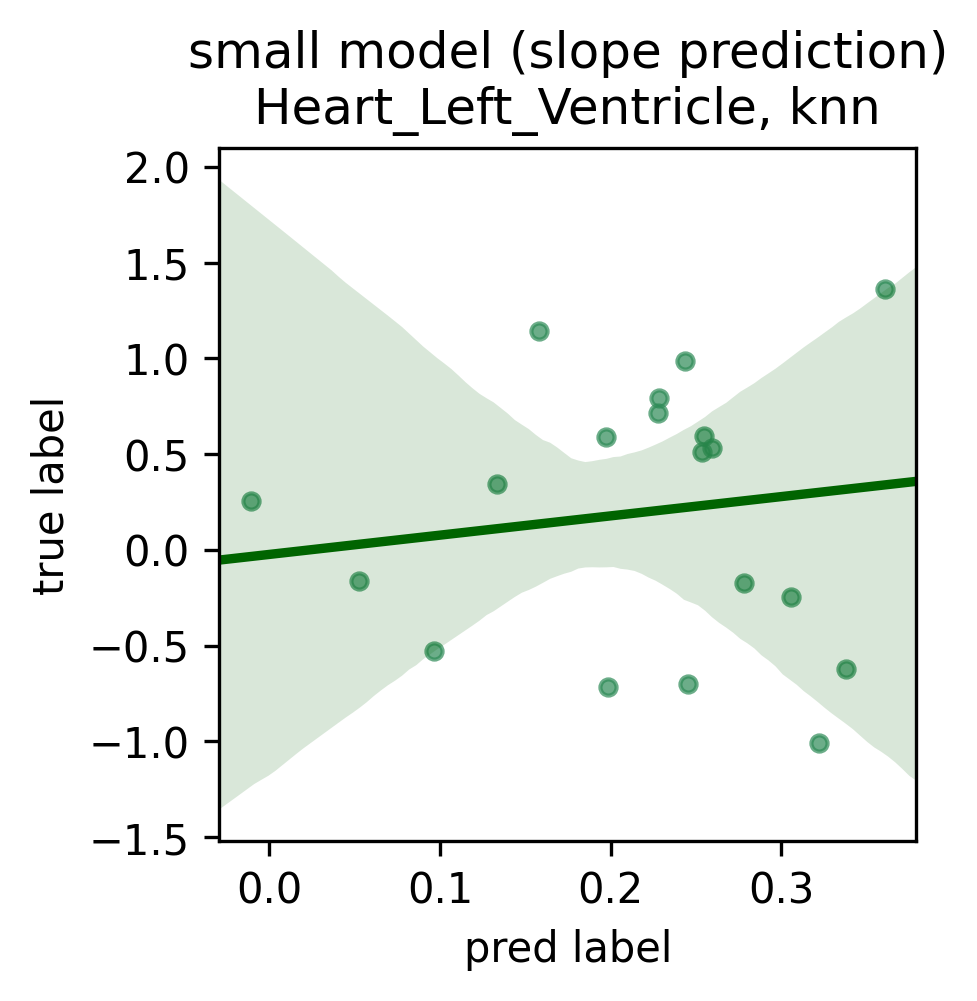 small model (slope prediction)
Heart_Left_Ventricle, knn
2.0
1.5
1.0
0.5
0.0
−0.5
−1.0
−1.5
true label
0.0 0.1 0.2 0.3
pred label